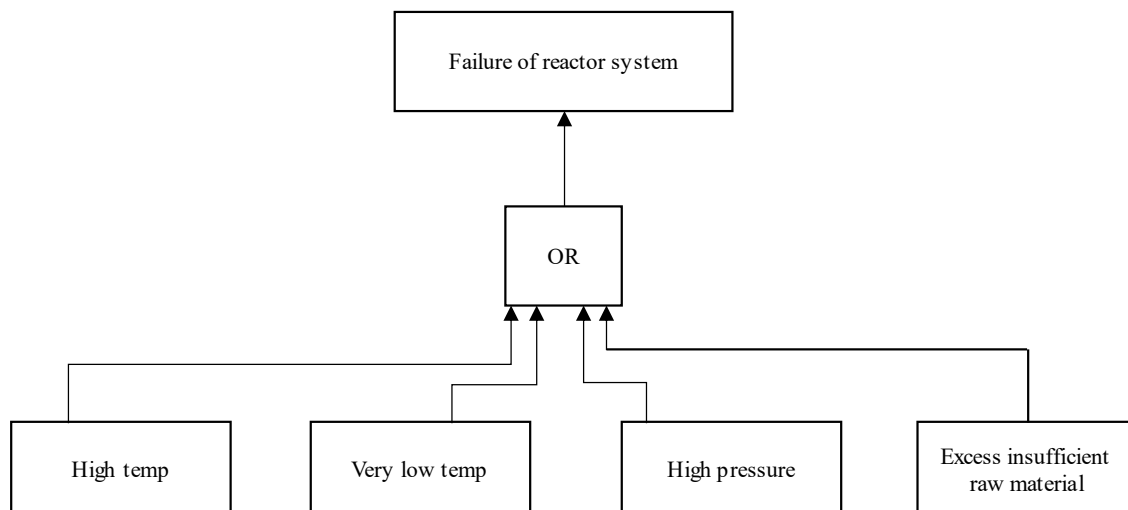 Failure of reactor system
OR
High temp
Very low temp
High pressure
Excess insufficient
raw material